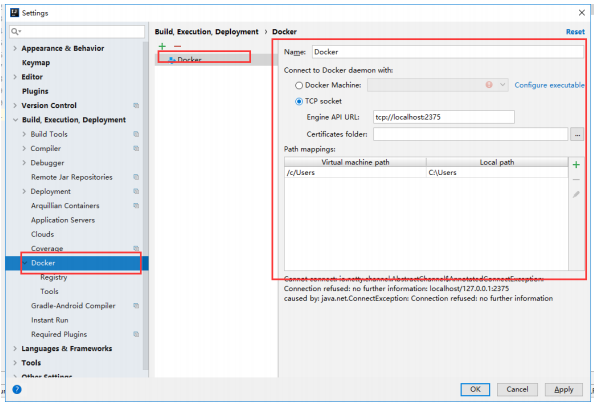 Settings
Build, Execution, Deployment > Docker
Reset
Appearance & Behavior
Keymap
Editor
Plugins
Version Control
Build, Execution, Deployment
Build Tools
Compiler
Debugger
Remote Jar Repositories
Deployment
Arquillian Containers
Application Servers
Clouds
Coverage
Docker
Registry
Tools
Gradle-Android Compiler
Instant Run
Required Plugins
Languages & Frameworks
Tools
Other Settings
Docker
Name: Docker
Connect to Docker daemon with:
Docker Machine:
Configure executable
TCP socket
Engine API URL: tcp://localhost:2375
Certificates folder:
...
Path mappings:
Virtual machine path Local path
/c/Users C:\Users
Cannot connect: io.netty.channel.AbstractChannel$AnnotatedConnectException:
Connection refused: no further information: localhost/127.0.0.1:2375
caused by: java.net.ConnectException: Connection refused: no further information
?
OK Cancel Apply